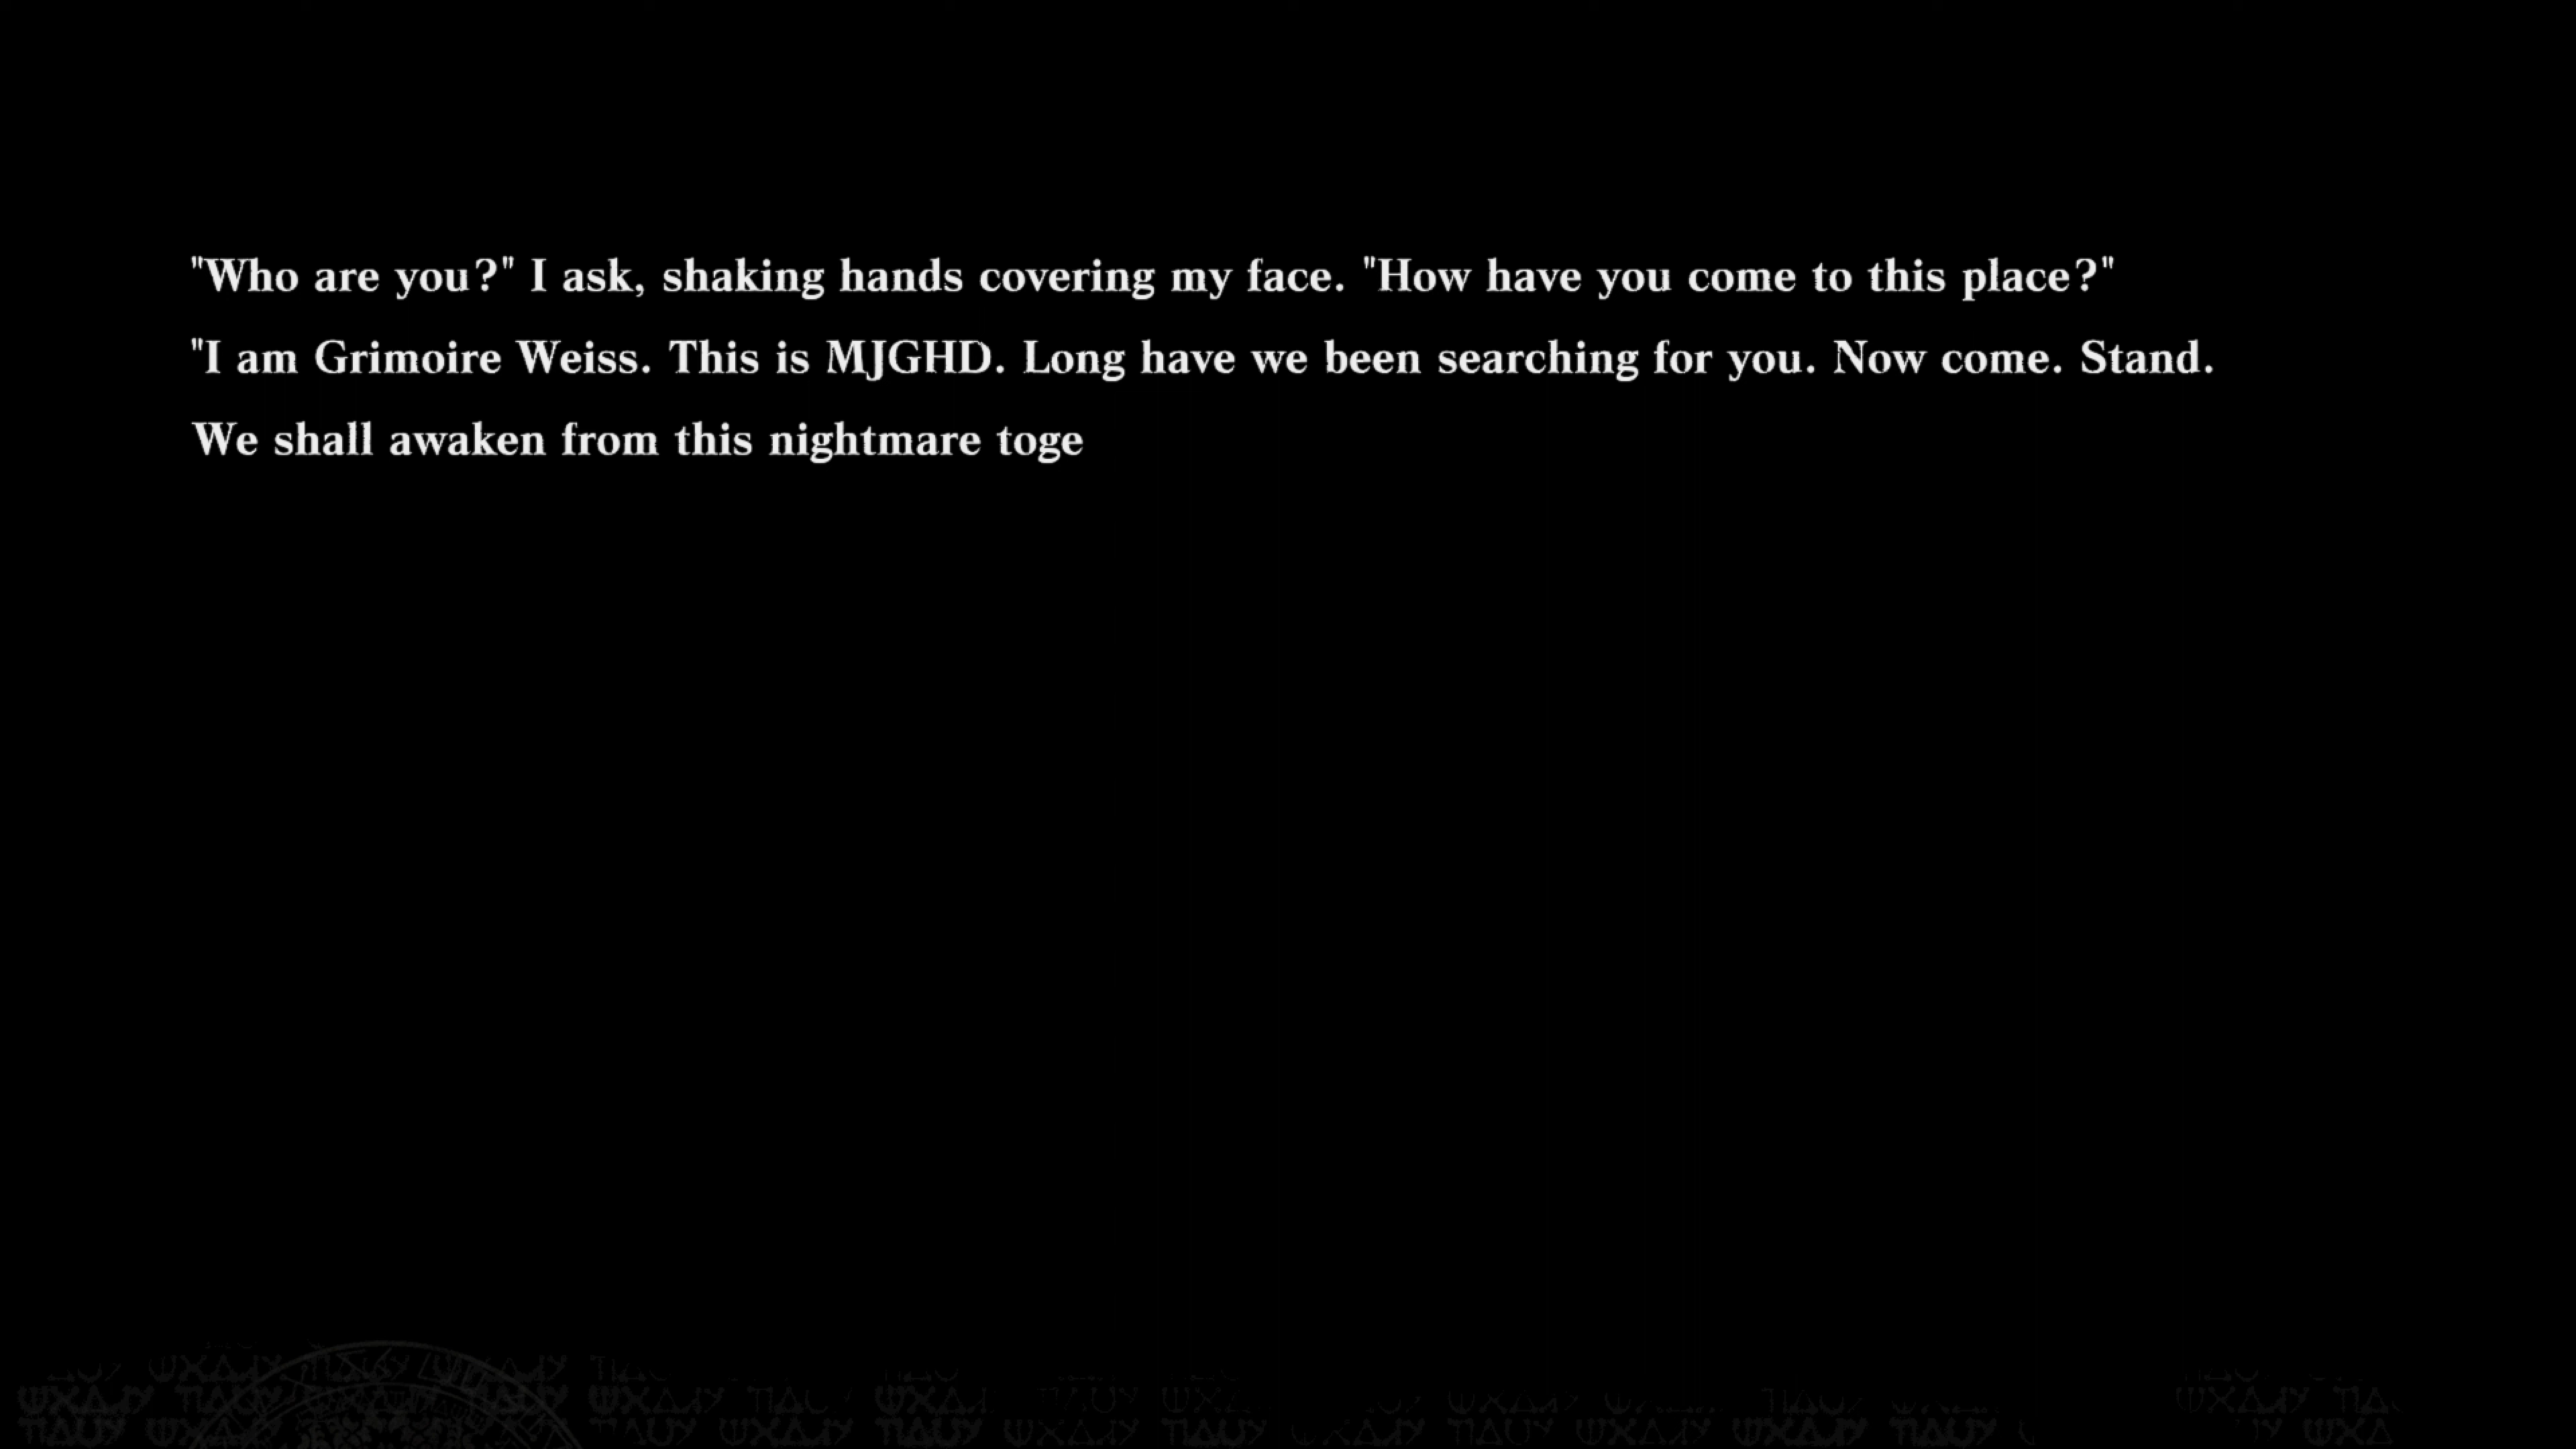 "Who are you?" I ask, shaking hands covering my face. "How have you come to this place?"
"I am Grimoire Weiss. This is MJGHD. Long have we been searching for you. Now come. Stand.
We shall awaken from this nightmare toge